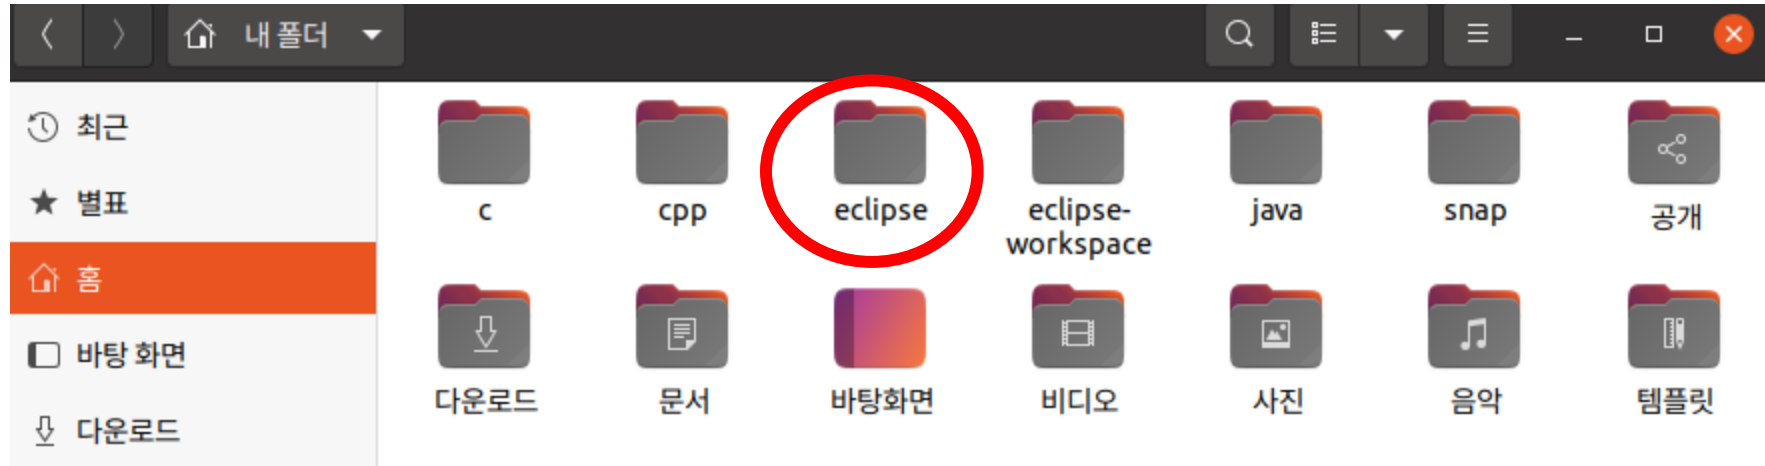 내 폴더
최근
별표
홈
바탕 화면
다운로드
c
cpp
eclipse
eclipse-
workspace
java
snap
공개
다운로드
문서
바탕화면
비디오
사진
음악
템플릿